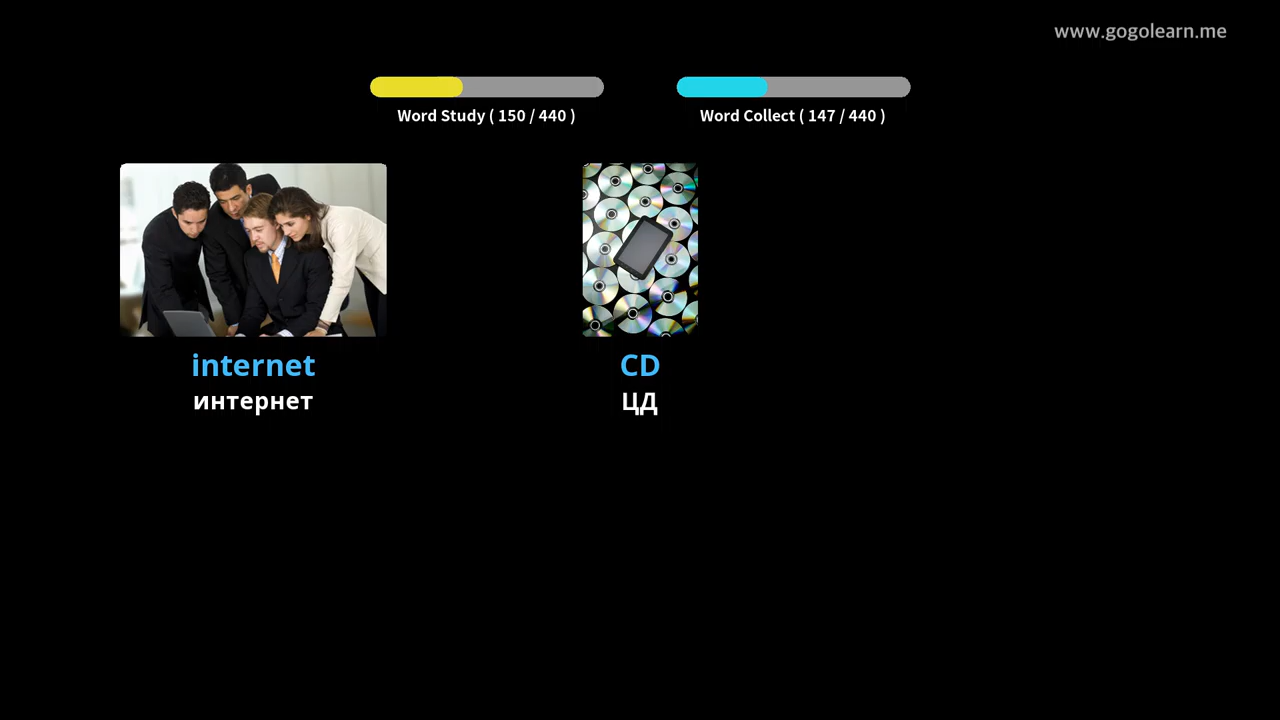 www.gogolearn.me
Word Study ( 150 / 440 )
Word Collect ( 147 / 440 )
internet
интернет
CD
ЦД